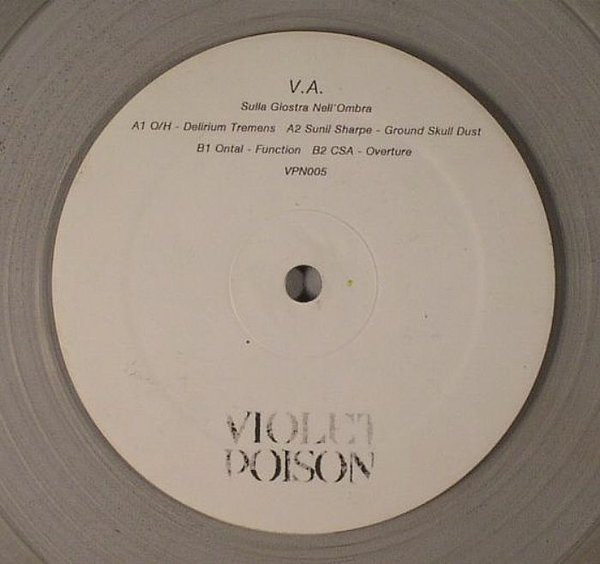 V.A.
Sulla Giostra Nell'Ombra
A1 O/H - Delirium Tremens A2 Sunil Sharpe - Ground Skull Dust
B1 Ontal - Function B2 CSA - Overture
VPN005
VIOLET
POISON